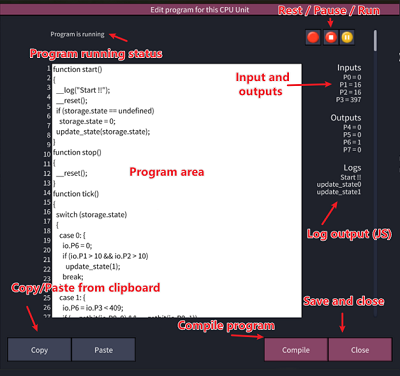 Edit program for this CPU Unit
Rest / Pause / Run
Program is running
Program running status
Input and
outputs
Inputs
P0 = 0
P1 = 16
P2 = 16
P3 = 397
Outputs
P4 = 0
P5 = 0
P6 = 1
P7 = 0
Logs
Start !!
update_state0
update_state1
Log output (JS)
1 function start()
2 {
3 __log("Start !!");
4 __reset();
5 if (storage.state == undefined)
6 storage.state = 0;
7 update_state(storage.state);
8 }
9
10 function stop()
11 {
12 __reset();
13 }
14 function tick()
15 {
16 switch (storage.state)
17 {
18 case 0: {
19 io.P6 = 0;
20 if (io.P1 > 10 && io.P2 > 10)
21 update_state(1);
22 break;
23 }
Program area
Copy/Paste from clipboard
case 1: {
io.P6 = io.P3 < 409;
27
Save and close
Compile program
Copy
Paste
Compile
Close